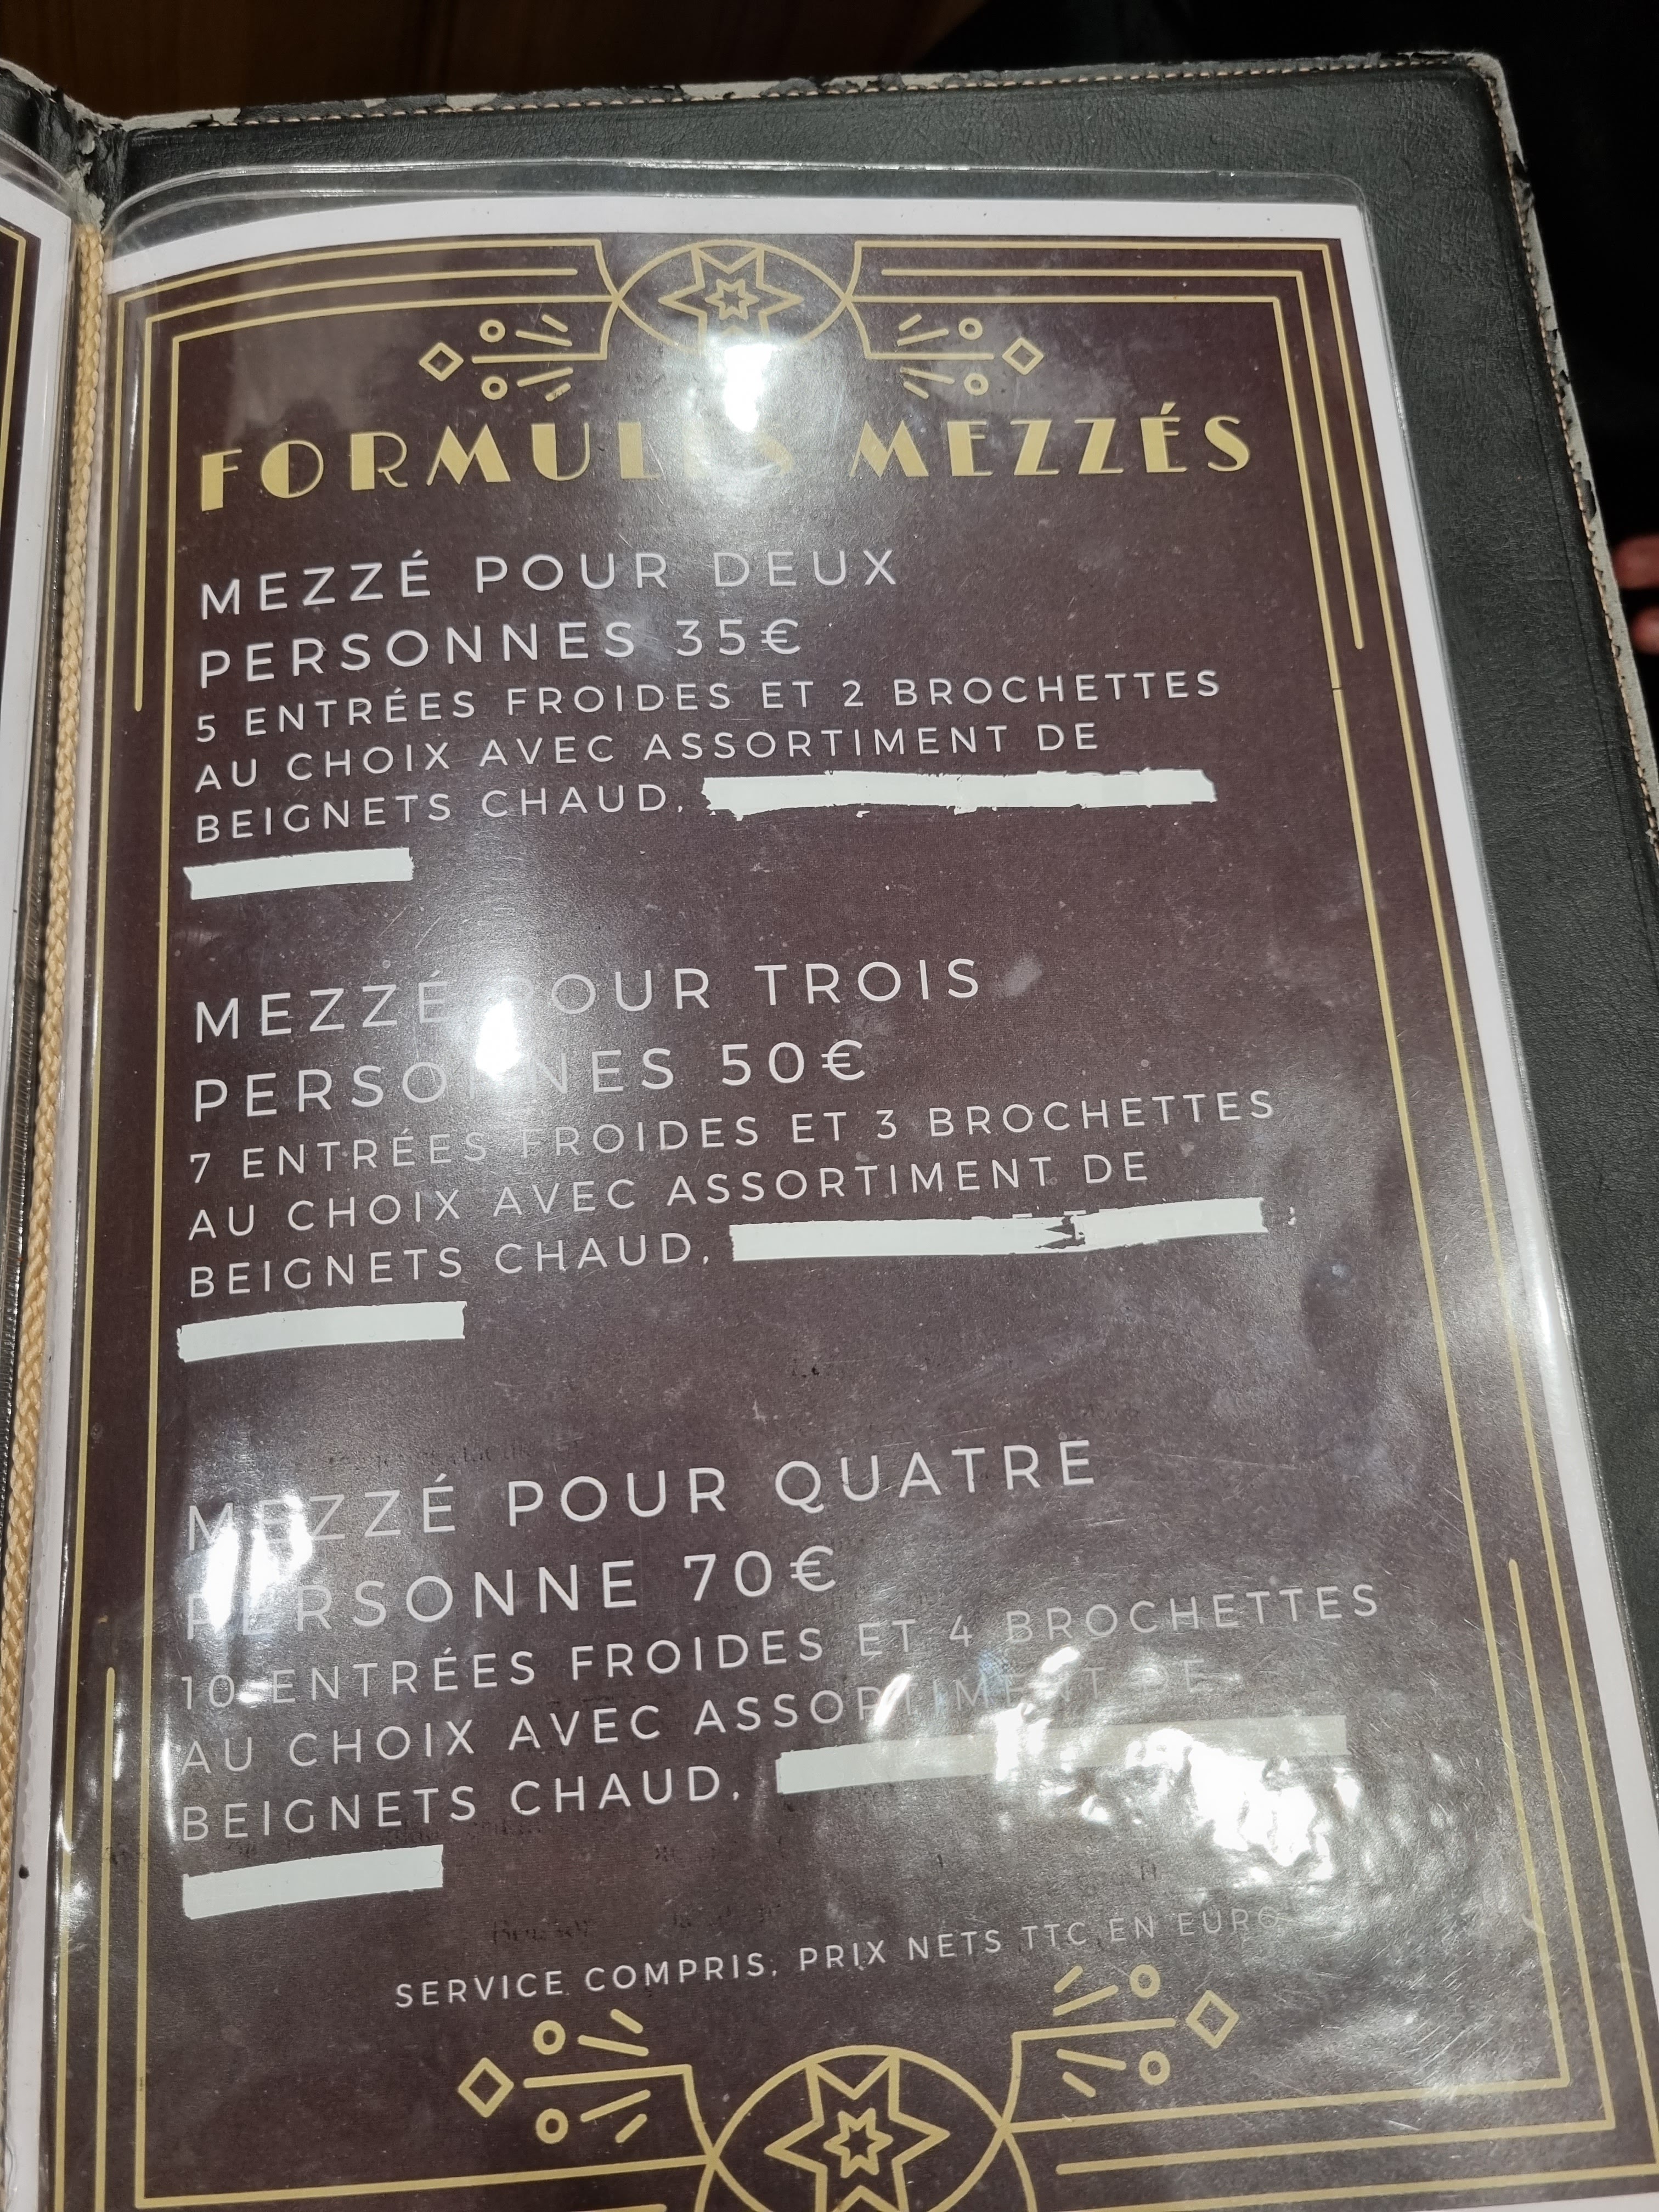 FORMULES MEZZÉS
MEZZÉ POUR DEUX
PERSONNES 35€
5 ENTRÉES FROIDES ET 2 BROCHETTES
AU CHOIX AVEC ASSORTIMENT DE
BEIGNETS CHAUD,
MEZZÉ POUR TROIS
PERSONNES 50€
7 ENTRÉES FROIDES ET 3 BROCHETTES
AU CHOIX AVEC ASSORTIMENT DE
BEIGNETS CHAUD,
MEZZÉ POUR QUATRE
PERSONNE 70€
10 ENTRÉES FROIDES ET 4 BROCHETTES
AU CHOIX AVEC ASSORTIMENT DE
BEIGNETS CHAUD,
SERVICE COMPRIS, PRIX NETS TTC EN EURO